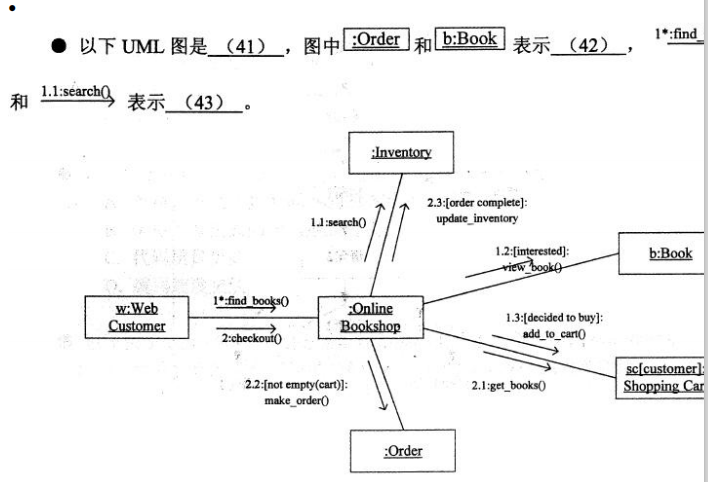 ● 以下 UML 图是 （41） ，图中 :Order 和 b:Book 表示 （42） ， 1*:find_
和 1.1:search() 表示 （43） 。
:Inventory
2.3:[order complete]:
update_inventory
1.1:search()
1.2:[interested]:
view_book()
b:Book
w:Web
Customer
1*:find_books()
2:checkout()
:Online
Bookshop
1.3:[decided to buy]:
add_to_cart()
sc[customer]:
Shopping Car
2.1:get_books()
2.2:[not empty(cart)]:
make_order()
:Order